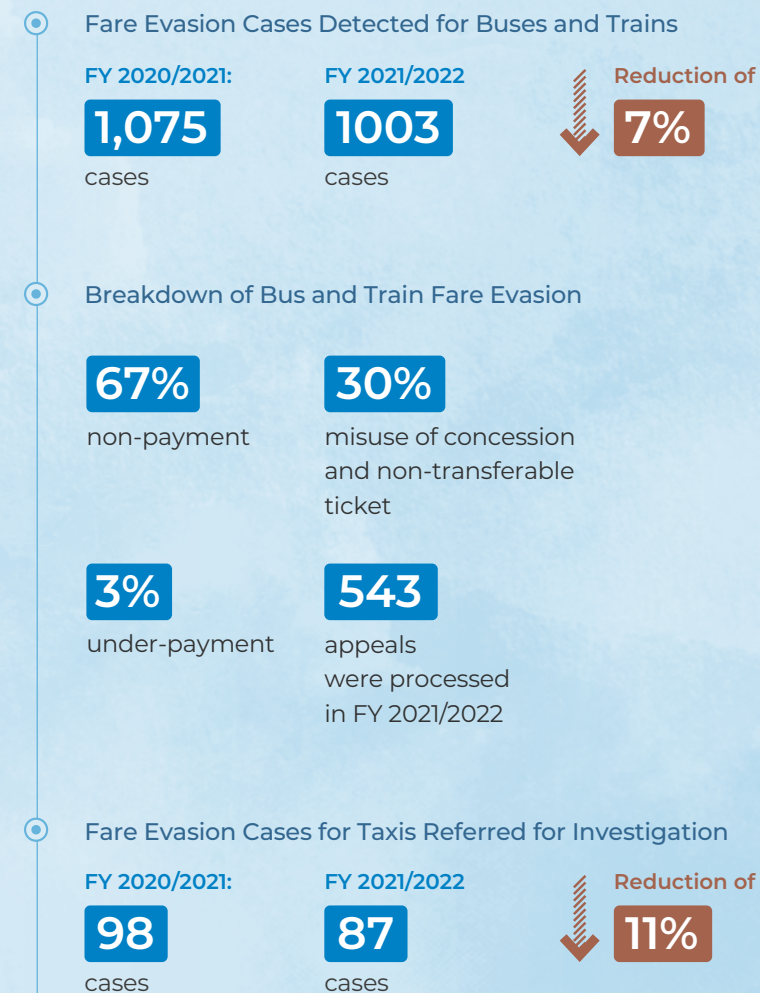 Fare Evasion Cases Detected for Buses and Trains
FY 2020/2021:
1,075
cases
FY 2021/2022
1003
cases
Reduction of
7%
Breakdown of Bus and Train Fare Evasion
67%
non-payment
30%
misuse of concession
and non-transferable
ticket
3%
under-payment
543
appeals
were processed
in FY 2021/2022
Fare Evasion Cases for Taxis Referred for Investigation
FY 2020/2021:
98
cases
FY 2021/2022
87
cases
Reduction of
11%